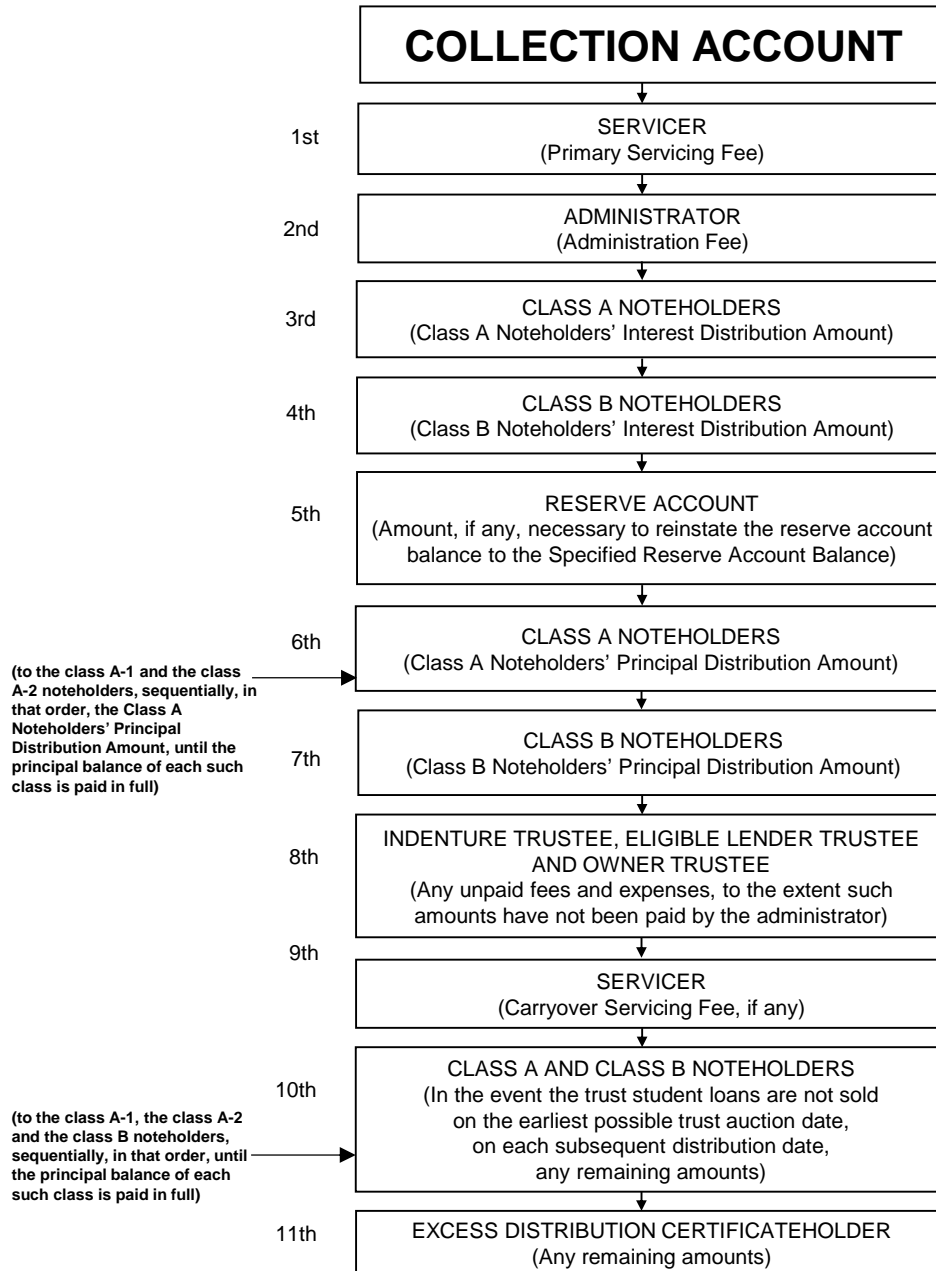 COLLECTION ACCOUNT
1st
SERVICER
(Primary Servicing Fee)
2nd
ADMINISTRATOR
(Administration Fee)
3rd
CLASS A NOTEHOLDERS
(Class A Noteholders’ Interest Distribution Amount)
4th
CLASS B NOTEHOLDERS
(Class B Noteholders’ Interest Distribution Amount)
5th
RESERVE ACCOUNT
(Amount, if any, necessary to reinstate the reserve account
balance to the Specified Reserve Account Balance)
6th
CLASS A NOTEHOLDERS
(Class A Noteholders’ Principal Distribution Amount)
(to the class A-1 and the class
A-2 noteholders, sequentially, in
that order, the Class A
Noteholders’ Principal
Distribution Amount, until the
principal balance of each such
class is paid in full)
7th
CLASS B NOTEHOLDERS
(Class B Noteholders’ Principal Distribution Amount)
8th
INDENTURE TRUSTEE, ELIGIBLE LENDER TRUSTEE
AND OWNER TRUSTEE
(Any unpaid fees and expenses, to the extent such
amounts have not been paid by the administrator)
9th
SERVICER
(Carryover Servicing Fee, if any)
10th
CLASS A AND CLASS B NOTEHOLDERS
(In the event the trust student loans are not sold
on the earliest possible trust auction date,
on each subsequent distribution date,
any remaining amounts)
(to the class A-1, the class A-2
and the class B noteholders,
sequentially, in that order, until
the principal balance of each
such class is paid in full)
11th
EXCESS DISTRIBUTION CERTIFICATEHOLDER
(Any remaining amounts)